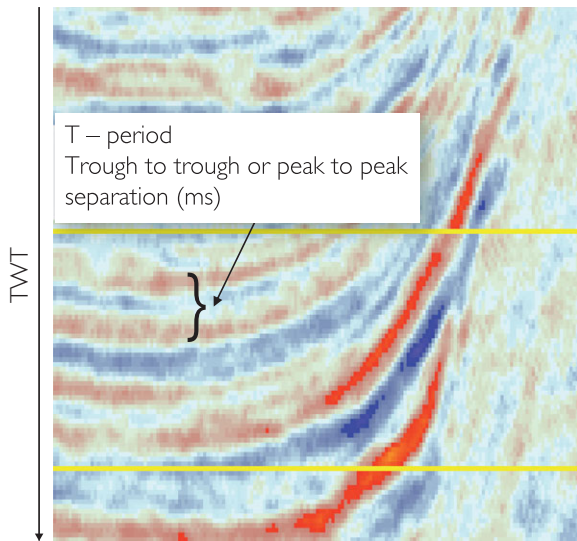 T – period
Trough to trough or peak to peak
separation (ms)
TWT
}